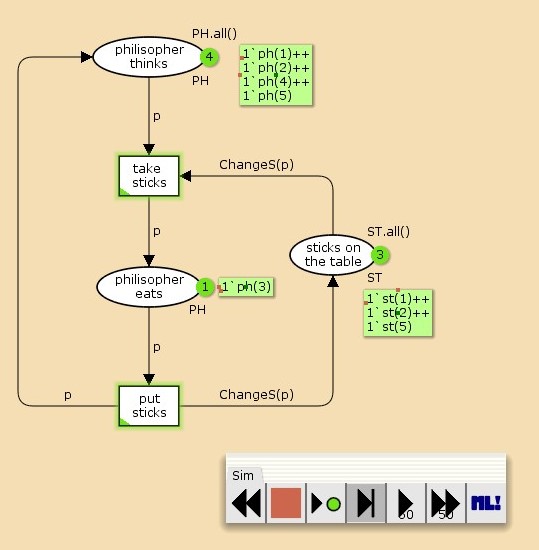 PH.all()
philisopher
thinks
4
PH
1`ph(1)++
1`ph(2)++
1`ph(4)++
1`ph(5)
p
take
sticks
ChangeS(p)
p
ST.all()
sticks on
the table
3
ST
philisopher
eats
1
1`ph(3)
PH
1`st(1)++
1`st(2)++
1`st(5)
p
p
put
sticks
ChangeS(p)
Sim
50
50
ML!